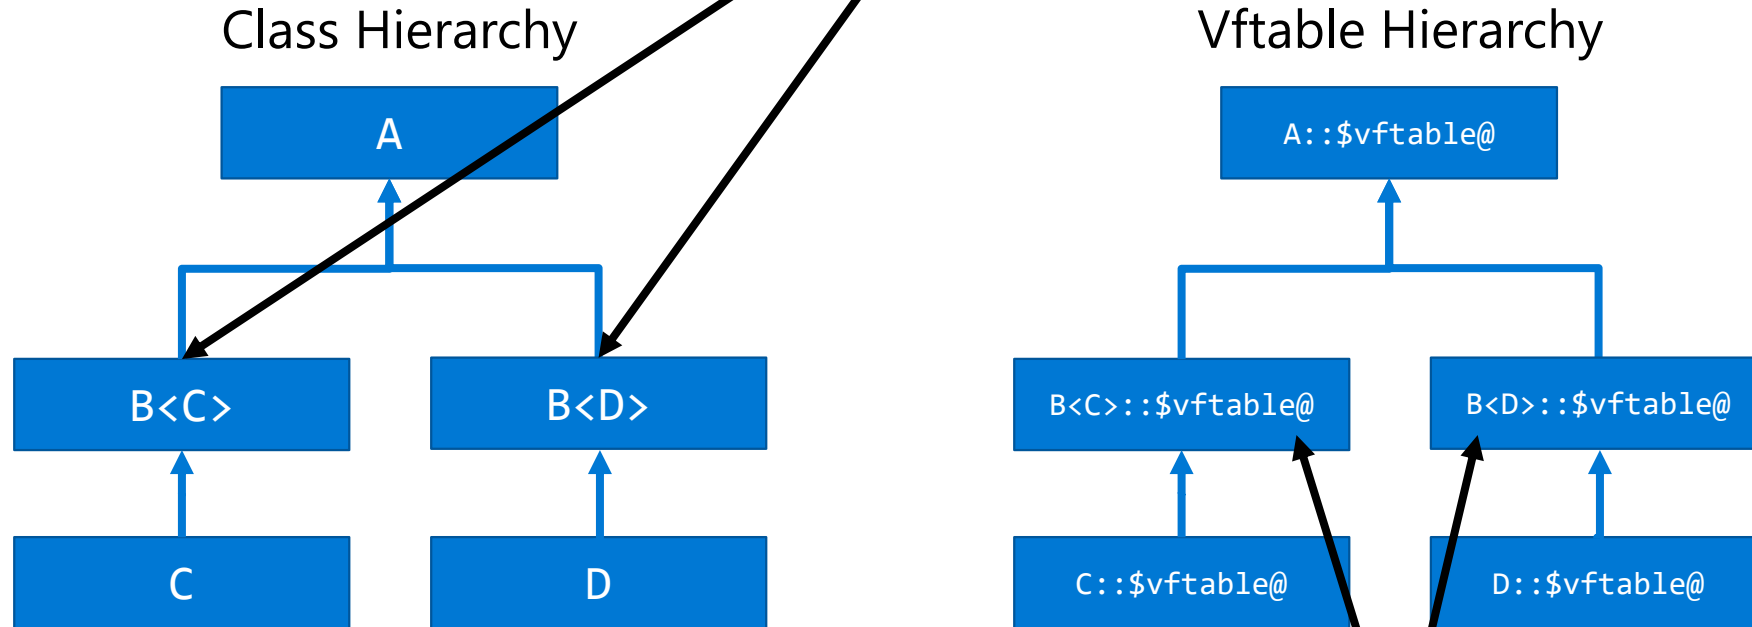 Class Hierarchy
A
B<C>
B<D>
C
D
Vftable Hierarchy
A::$vftable@
B<C>::$vftable@
B<D>::$vftable@
C::$vftable@
D::$vftable@